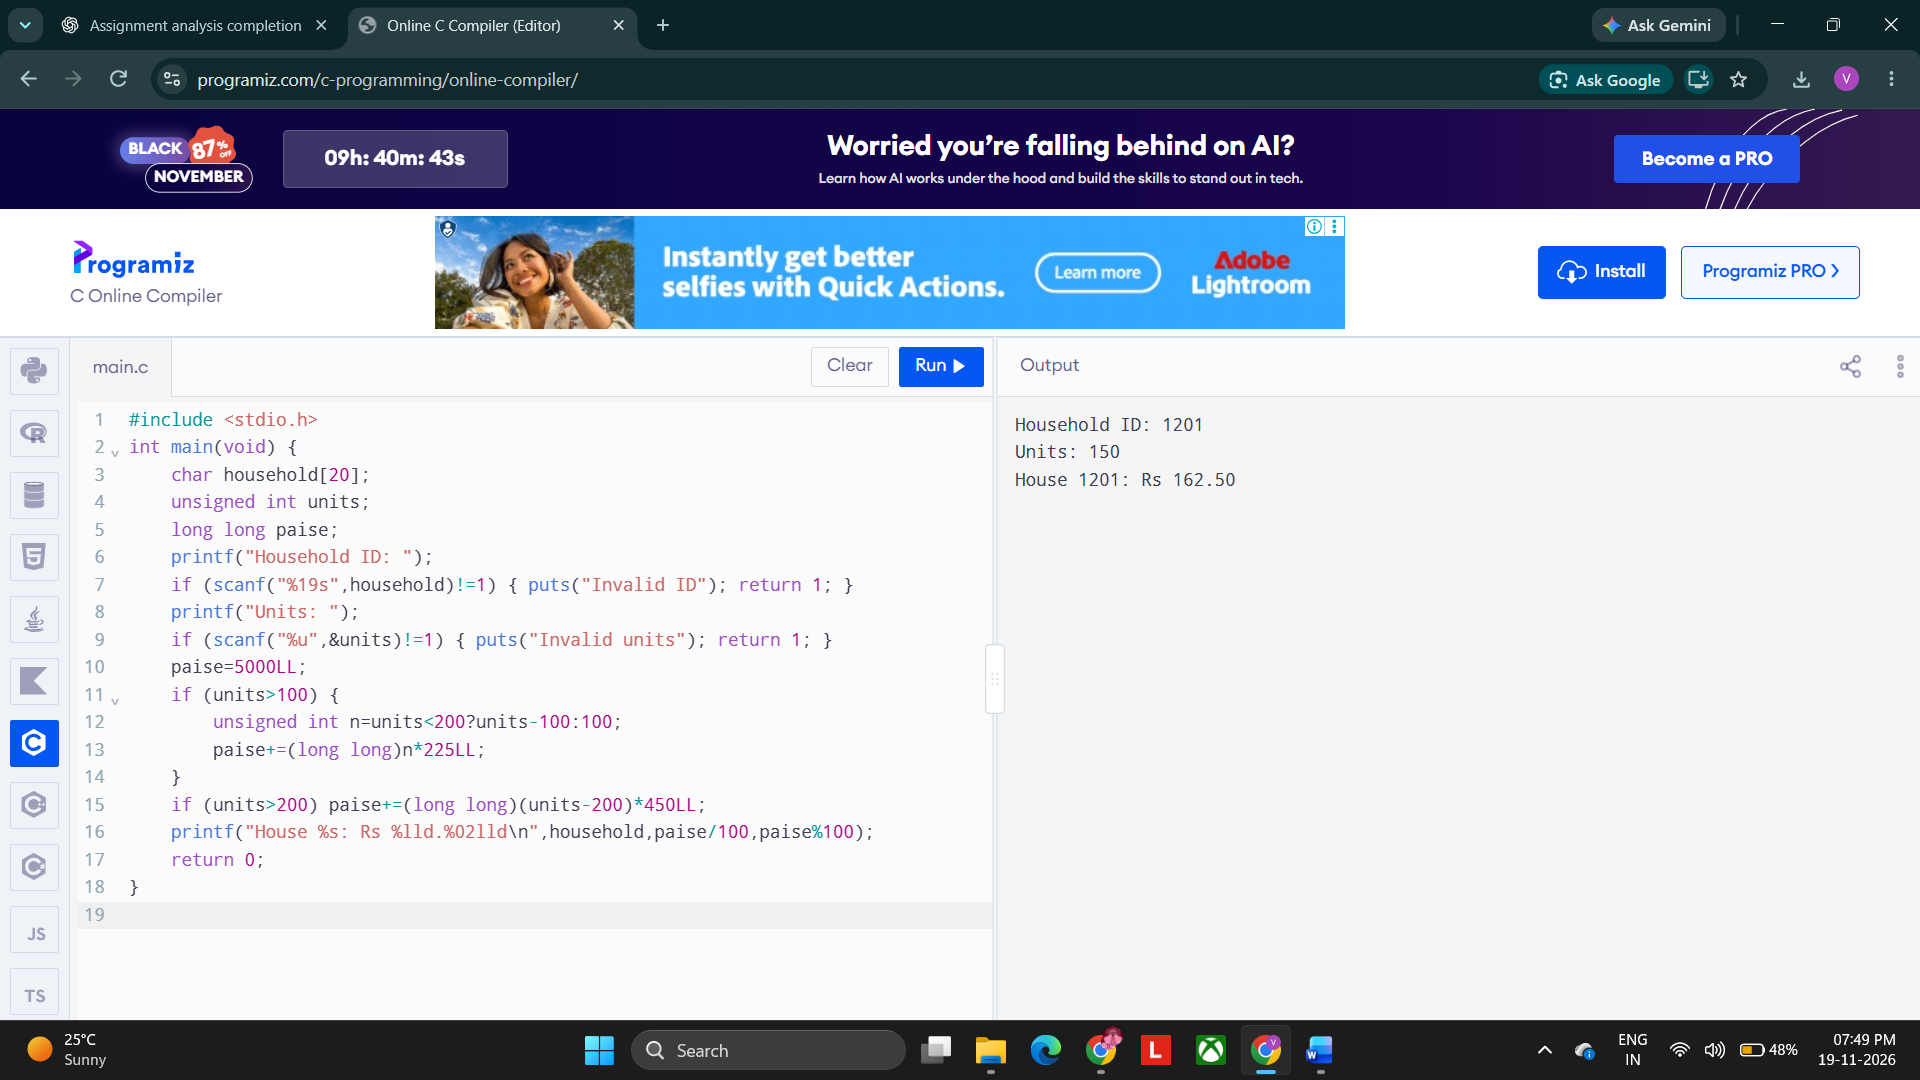 Assignment analysis completion
Online C Compiler (Editor)
Ask Gemini
programiz.com/c-programming/online-compiler/
Ask Google
V
BLACK 87% OFF
NOVEMBER
09h: 40m: 43s
Worried you’re falling behind on AI?
Learn how AI works under the hood and build the skills to stand out in tech.
Become a PRO
Programiz
C Online Compiler
Instantly get better
selfies with Quick Actions.
Learn more
Adobe
Lightroom
Install
Programiz PRO >
main.c
Clear
Run
Output
1 #include <stdio.h>
2 int main(void) {
3     char household[20];
4     unsigned int units;
5     long long paise;
6     printf("Household ID: ");
7     if (scanf("%19s",household)!=1) { puts("Invalid ID"); return 1; }
8     printf("Units: ");
9     if (scanf("%u",&units)!=1) { puts("Invalid units"); return 1; }
10     paise=5000LL;
11     if (units>100) {
12         unsigned int n=units<200?units-100:100;
13         paise+=(long long)n*225LL;
14     }
15     if (units>200) paise+=(long long)(units-200)*450LL;
16     printf("House %s: Rs %lld.%02lld\n",household,paise/100,paise%100);
17     return 0;
18 }
19
Household ID: 1201
Units: 150
House 1201: Rs 162.50
R
5
C
C
JS
TS
25°C
Sunny
Search
L
V
W
ENG
IN
48%
07:49 PM
19-11-2026